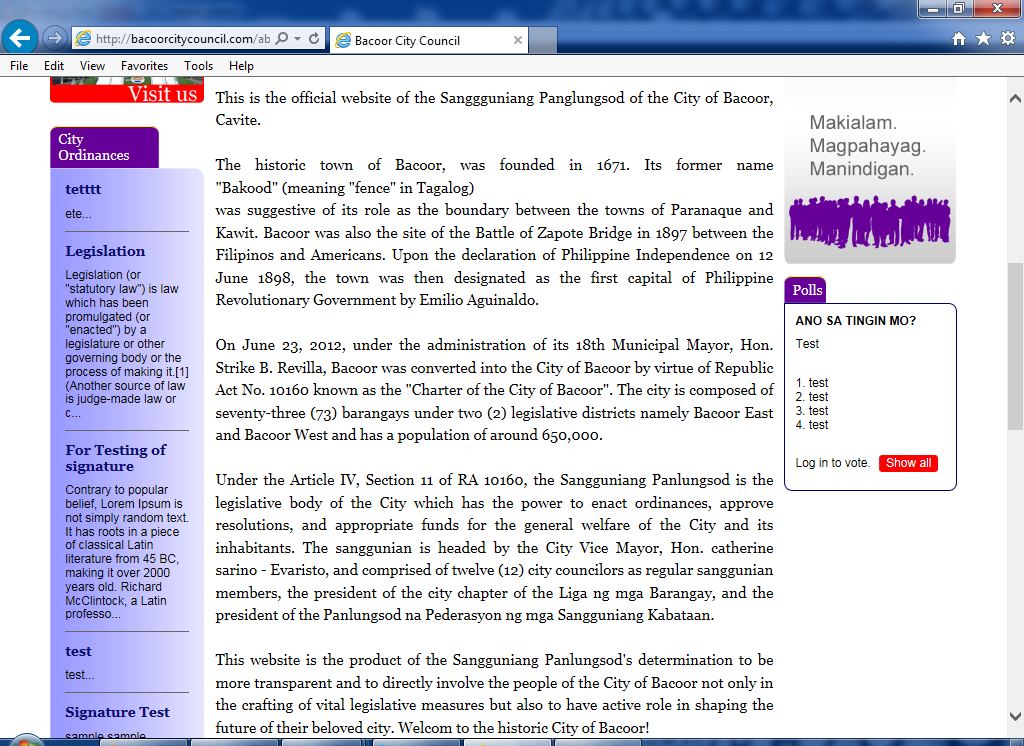 http://bacoorcitycouncil.com/ab
Bacoor City Council
File Edit View Favorites Tools Help
Visit us
City
Ordinances
tetttt
ete...
Legislation
Legislation (or
"statutory law") is law
which has been
promulgated (or
"enacted") by a
legislature or other
governing body or the
process of making it.[1]
(Another source of law
is judge-made law or
c...
For Testing of
signature
Contrary to popular
belief, Lorem Ipsum is
not simply random text.
It has roots in a piece
of classical Latin
literature from 45 BC,
making it over 2000
years old. Richard
McClintock, a Latin
professo...
test
test...
Signature Test
sample sample
This is the official website of the Sanggguniang Panglungsod of the City of Bacoor,
Cavite.
The historic town of Bacoor, was founded in 1671. Its former name
"Bakood" (meaning "fence" in Tagalog)
was suggestive of its role as the boundary between the towns of Paranaque and
Kawit. Bacoor was also the site of the Battle of Zapote Bridge in 1897 between the
Filipinos and Americans. Upon the declaration of Philippine Independence on 12
June 1898, the town was then designated as the first capital of Philippine
Revolutionary Government by Emilio Aguinaldo.
On June 23, 2012, under the administration of its 18th Municipal Mayor, Hon.
Strike B. Revilla, Bacoor was converted into the City of Bacoor by virtue of Republic
Act No. 10160 known as the "Charter of the City of Bacoor". The city is composed of
seventy-three (73) barangays under two (2) legislative districts namely Bacoor East
and Bacoor West and has a population of around 650,000.
Under the Article IV, Section 11 of RA 10160, the Sangguniang Panlungsod is the
legislative body of the City which has the power to enact ordinances, approve
resolutions, and appropriate funds for the general welfare of the City and its
inhabitants. The sanggunian is headed by the City Vice Mayor, Hon. catherine
sarino - Evaristo, and comprised of twelve (12) city councilors as regular sanggunian
members, the president of the city chapter of the Liga ng mga Barangay, and the
president of the Panlungsod na Pederasyon ng mga Sangguniang Kabataan.
This website is the product of the Sangguniang Panlungsod's determination to be
more transparent and to directly involve the people of the City of Bacoor not only in
the crafting of vital legislative measures but also to have active role in shaping the
future of their beloved city. Welcom to the historic City of Bacoor!
Makialam.
Magpahayag.
Manindigan.
Polls
ANO SA TINGIN MO?
Test
1. test
2. test
3. test
4. test
Log in to vote. Show all